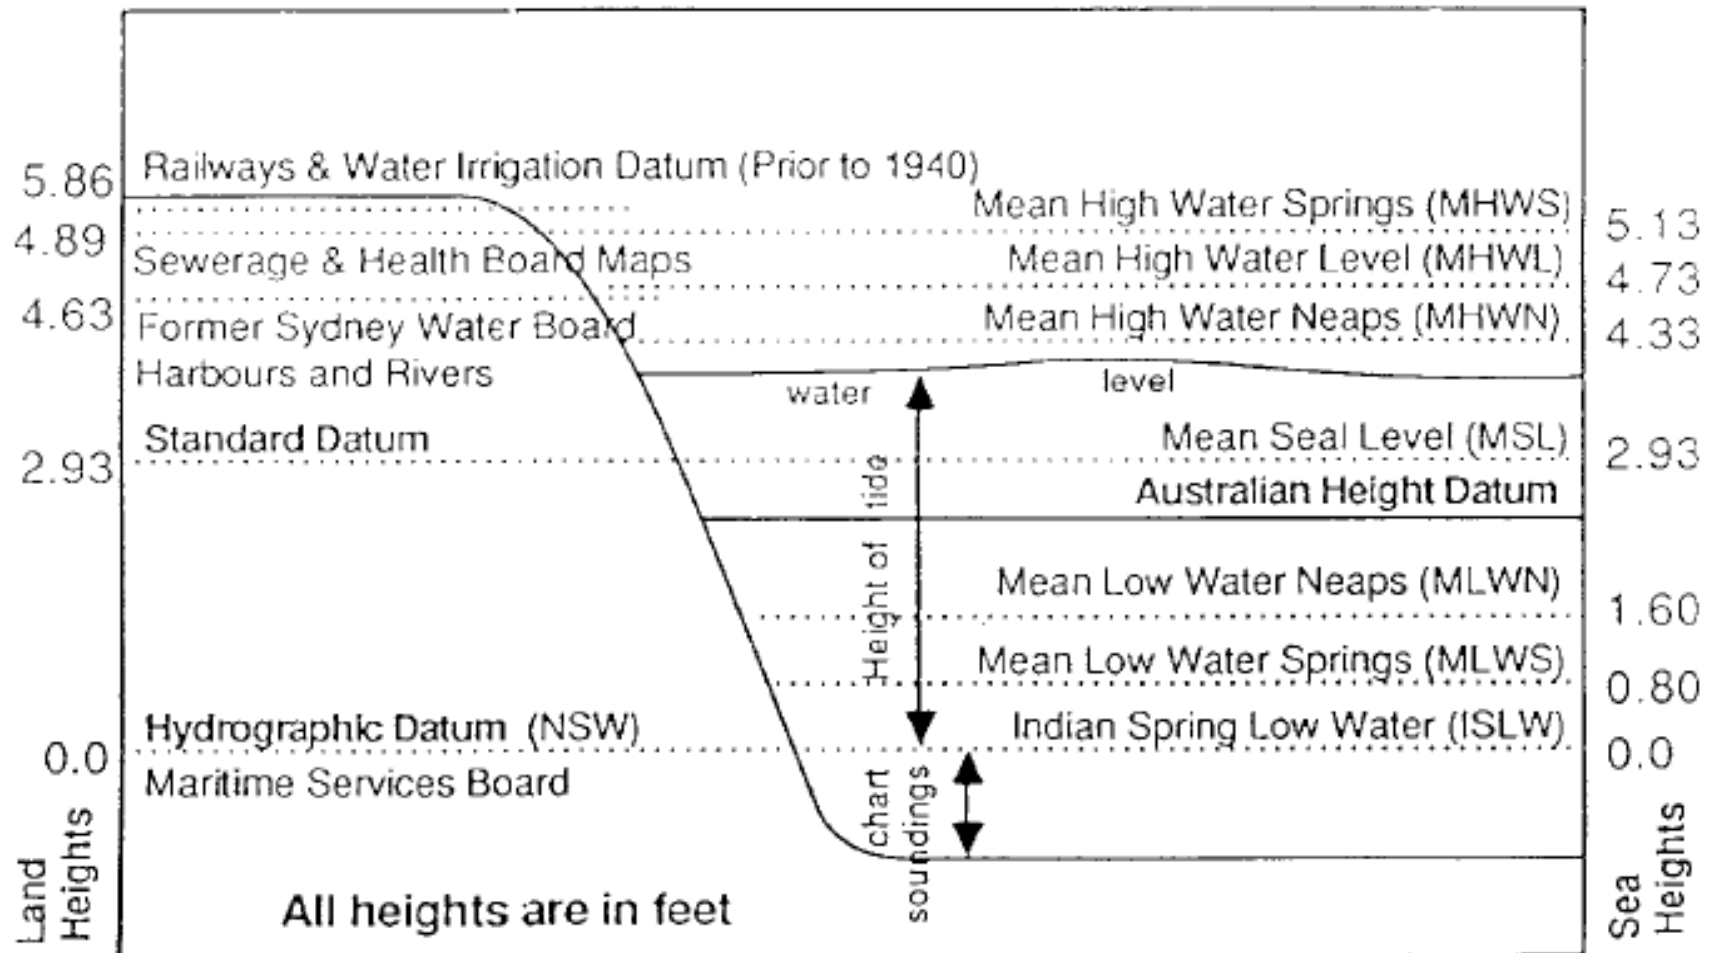 5.86
Railways & Water Irrigation Datum (Prior to 1940)
Mean High Water Springs (MHWS)
5.13
4.89
Sewerage & Health Board Maps
Mean High Water Level (MHWL)
4.73
4.63
Former Sydney Water Board
Mean High Water Neaps (MHWN)
4.33
Harbours and Rivers
water level
Standard Datum
Mean Seal Level (MSL)
2.93
2.93
Australian Height Datum
Height of tide
Mean Low Water Neaps (MLWN)
1.60
Mean Low Water Springs (MLWS)
0.80
Hydrographic Datum (NSW)
Indian Spring Low Water (ISLW)
0.0
0.0
Maritime Services Board
chart
soundings
Land
Heights
Sea
Heights
All heights are in feet